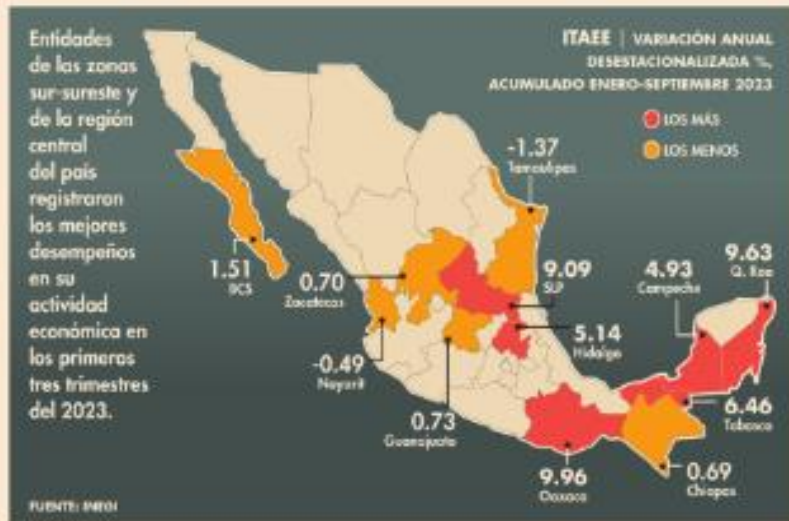 Entidades
de las zonas
sur-sureste y
de la región
central
del país
registraron
los mejores
desempeños
en su
actividad
económica en
los primeros
tres trimestres
del 2023.
ITAEE | VARIACIÓN ANUAL
DESESTACIONALIZADA %,
ACUMULADO ENERO-SEPTIEMBRE 2023
LOS MÁS
LOS MENOS
-1.37
Tamaulipas
1.51
BCS
0.70
Zacatecas
9.09
SLP
4.93
Campeche
9.63
Q. Roo
-0.49
Nayarit
5.14
Hidalgo
0.73
Guanajuato
6.46
Tabasco
9.96
Oaxaca
0.69
Chiapas
FUENTE: INEGI